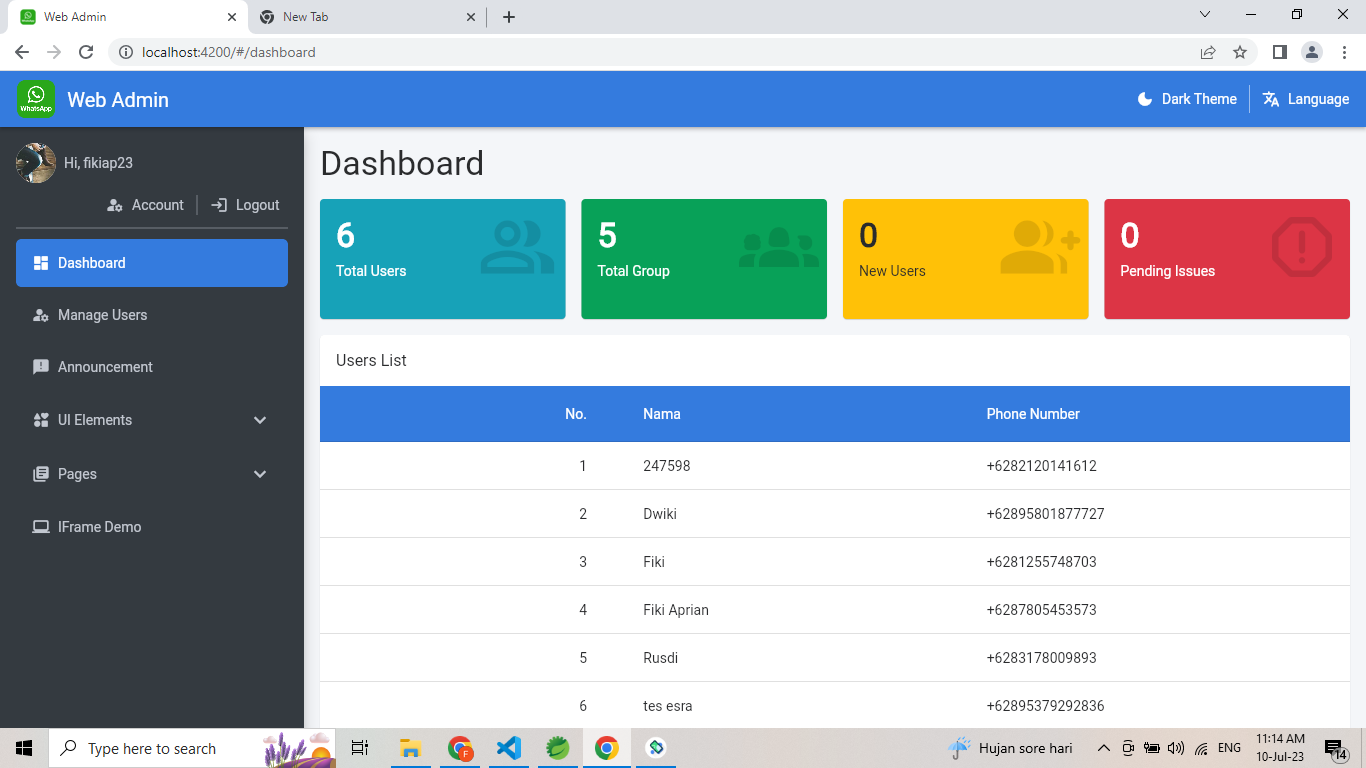 Web Admin
New Tab
localhost:4200/#/dashboard
WhatsApp
Web Admin
Dark Theme
Language
Hi, fikiap23
Account
Logout
Dashboard
Manage Users
Announcement
UI Elements
Pages
IFrame Demo
Dashboard
6
Total Users
5
Total Group
0
New Users
0
Pending Issues
Users List
No. Nama Phone Number
1 247598 +6282120141612
2 Dwiki +62895801877727
3 Fiki +6281255748703
4 Fiki Aprian +6287805453573
5 Rusdi +6283178009893
6 tes esra +62895379292836
Type here to search
F
Hujan sore hari
ENG
11:14 AM
10-Jul-23
14